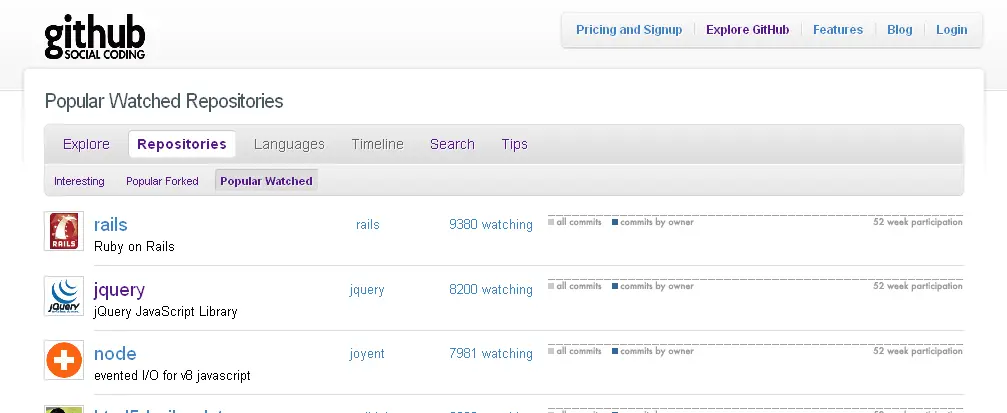 github
SOCIAL CODING
Pricing and Signup Explore GitHub Features Blog Login
Popular Watched Repositories
Explore Repositories Languages Timeline Search Tips
Interesting Popular Forked Popular Watched
RAILS rails rails 9380 watching all commits commits by owner 52 week participation
Ruby on Rails
jQuery jquery jquery 8200 watching all commits commits by owner 52 week participation
jQuery JavaScript Library
node joyent 7981 watching all commits commits by owner 52 week participation
evented I/O for v8 javascript